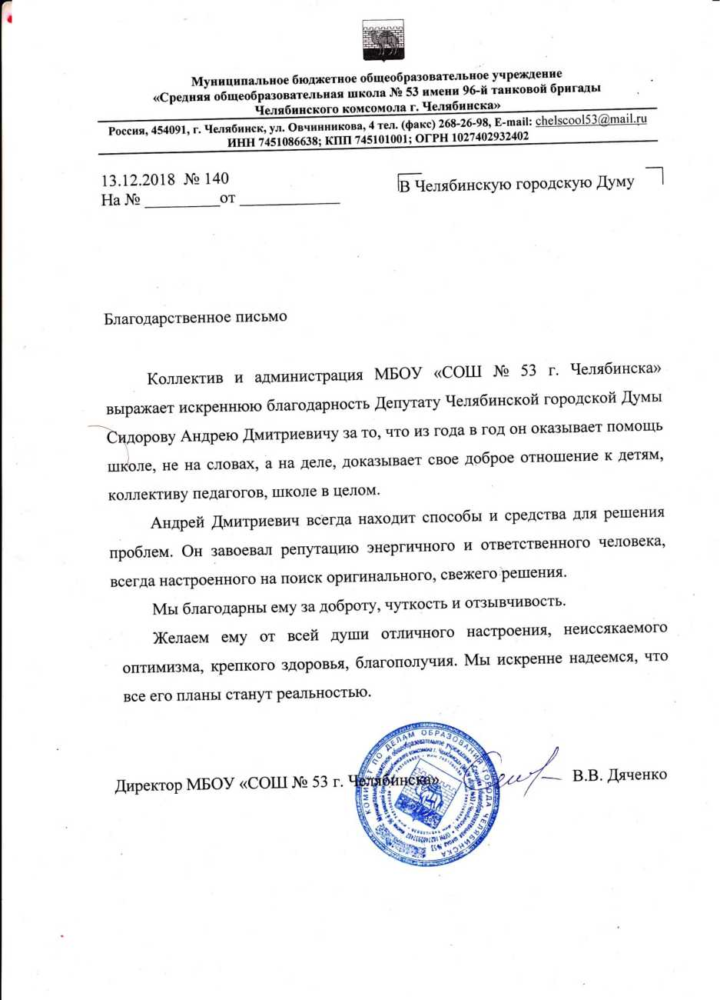 Муниципальное бюджетное общеобразовательное учреждение
«Средняя общеобразовательная школа № 53 имени 96-й танковой бригады
Челябинского комсомола г. Челябинска»
Россия, 454091, г. Челябинск, ул. Овчинникова, 4 тел. (факс) 268-26-98, E-mail: chelscool53@mail.ru
ИНН 7451086638; КПП 745101001; ОГРН 1027402932402
13.12.2018 № 140
На № _________от ____________
В Челябинскую городскую Думу
Благодарственное письмо
Коллектив и администрация МБОУ «СОШ № 53 г. Челябинска»
выражает искреннюю благодарность Депутату Челябинской городской Думы
Сидорову Андрею Дмитриевичу за то, что из года в год он оказывает помощь
школе, не на словах, а на деле, доказывает свое доброе отношение к детям,
коллективу педагогов, школе в целом.
Андрей Дмитриевич всегда находит способы и средства для решения
проблем. Он завоевал репутацию энергичного и ответственного человека,
всегда настроенного на поиск оригинального, свежего решения.
Мы благодарны ему за доброту, чуткость и отзывчивость.
Желаем ему от всей души отличного настроения, неиссякаемого
оптимизма, крепкого здоровья, благополучия. Мы искренне надеемся, что
все его планы станут реальностью.
Директор МБОУ «СОШ № 53 г. Челябинска» В.В. Дяченко
КОМИТЕТ ПО ДЕЛАМ ОБРАЗОВАНИЯ ГОРОДА ЧЕЛЯБИНСКА